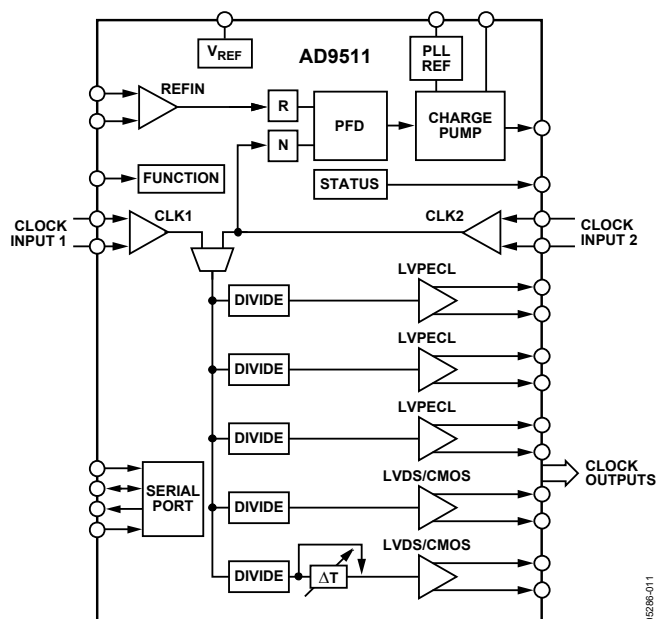 V_REF
AD9511
PLL
REF
REFIN
R
PFD
CHARGE
PUMP
N
FUNCTION
STATUS
CLOCK
INPUT 1
CLK1
CLK2
CLOCK
INPUT 2
LVPECL
DIVIDE
LVPECL
DIVIDE
LVPECL
DIVIDE
SERIAL
PORT
CLOCK
OUTPUTS
LVDS/CMOS
DIVIDE
LVDS/CMOS
DIVIDE
ΔT
05286-011